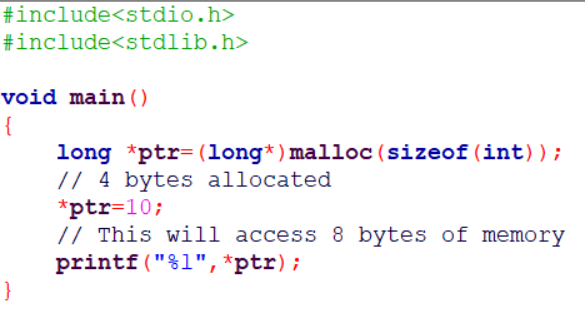 #include<stdio.h>
#include<stdlib.h>
void main()
{
long *ptr=(long*)malloc(sizeof(int));
// 4 bytes allocated
*ptr=10;
// This will access 8 bytes of memory
printf("%l",*ptr);
}